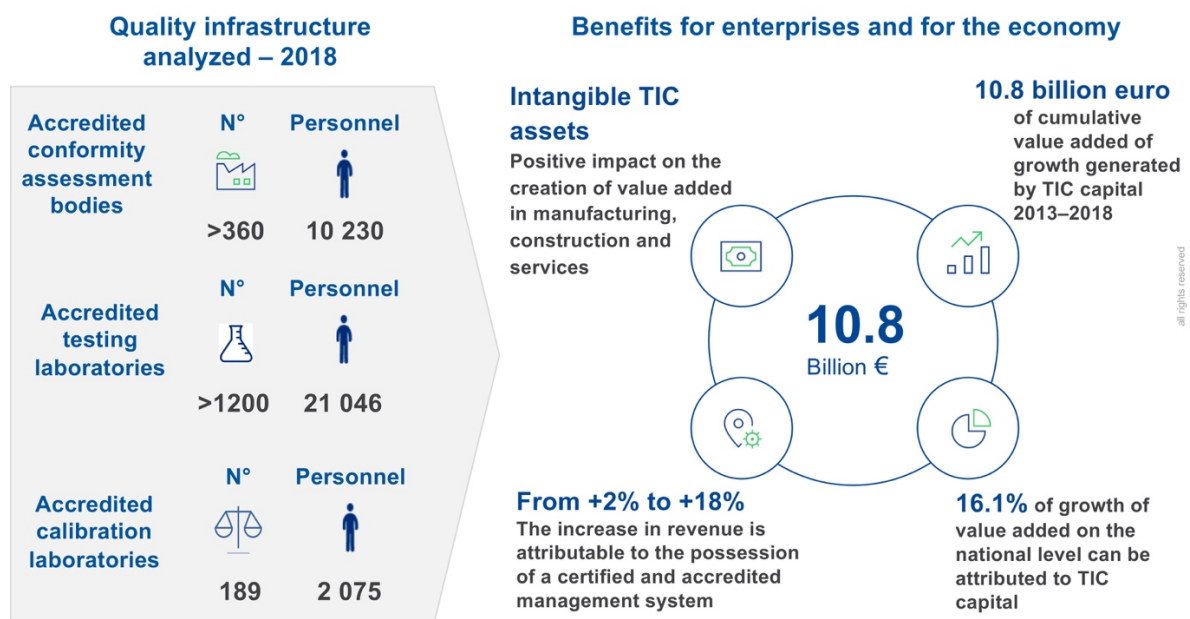 Quality infrastructure
analyzed – 2018
Accredited
conformity
assessment
bodies
N°
Personnel
>360
10 230
Accredited
testing
laboratories
N°
Personnel
>1200
21 046
Accredited
calibration
laboratories
N°
Personnel
189
2 075
Benefits for enterprises and for the economy
Intangible TIC
assets
Positive impact on the
creation of value added
in manufacturing,
construction and
services
10.8 billion euro
of cumulative
value added of
growth generated
by TIC capital
2013–2018
10.8
Billion €
From +2% to +18%
The increase in revenue is
attributable to the possession
of a certified and accredited
management system
16.1% of growth of
value added on the
national level can be
attributed to TIC
capital
all rights reserved